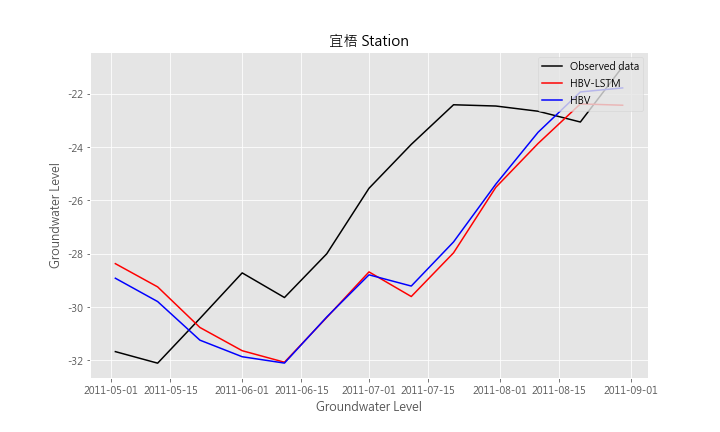 宜梧 Station
Observed data
HBV-LSTM
HBV
Groundwater Level
-22
-24
-26
-28
-30
-32
2011-05-01 2011-05-15 2011-06-01 2011-06-15 2011-07-01 2011-07-15 2011-08-01 2011-08-15 2011-09-01
Groundwater Level